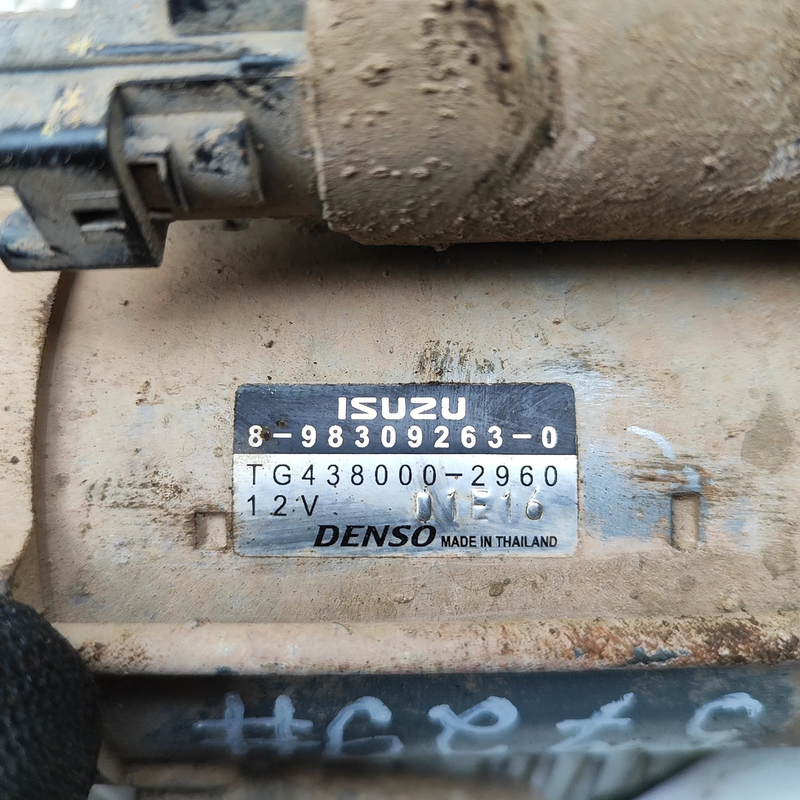 ISUZU
8-98309263-0
TG438000-2960
12V 01E16
DENSO MADE IN THAILAND